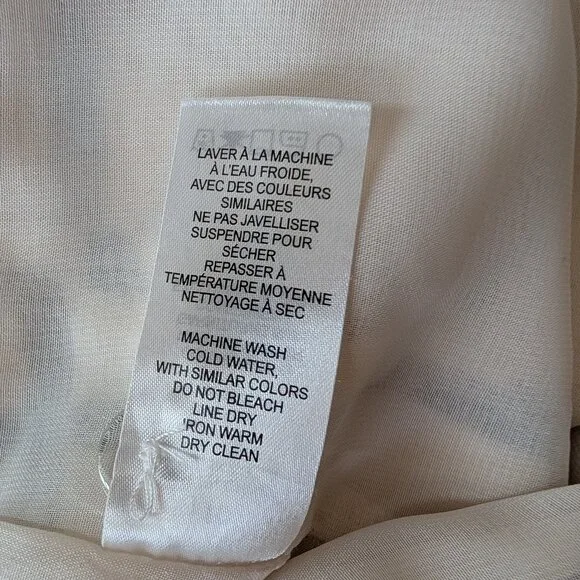 LAVER À LA MACHINE
À L'EAU FROIDE,
AVEC DES COULEURS
SIMILAIRES
NE PAS JAVELLISER
SUSPENDRE POUR
SÉCHER
REPASSER À
TEMPÉRATURE MOYENNE
NETTOYAGE À SEC
MACHINE WASH
COLD WATER,
WITH SIMILAR COLORS
DO NOT BLEACH
LINE DRY
IRON WARM
DRY CLEAN